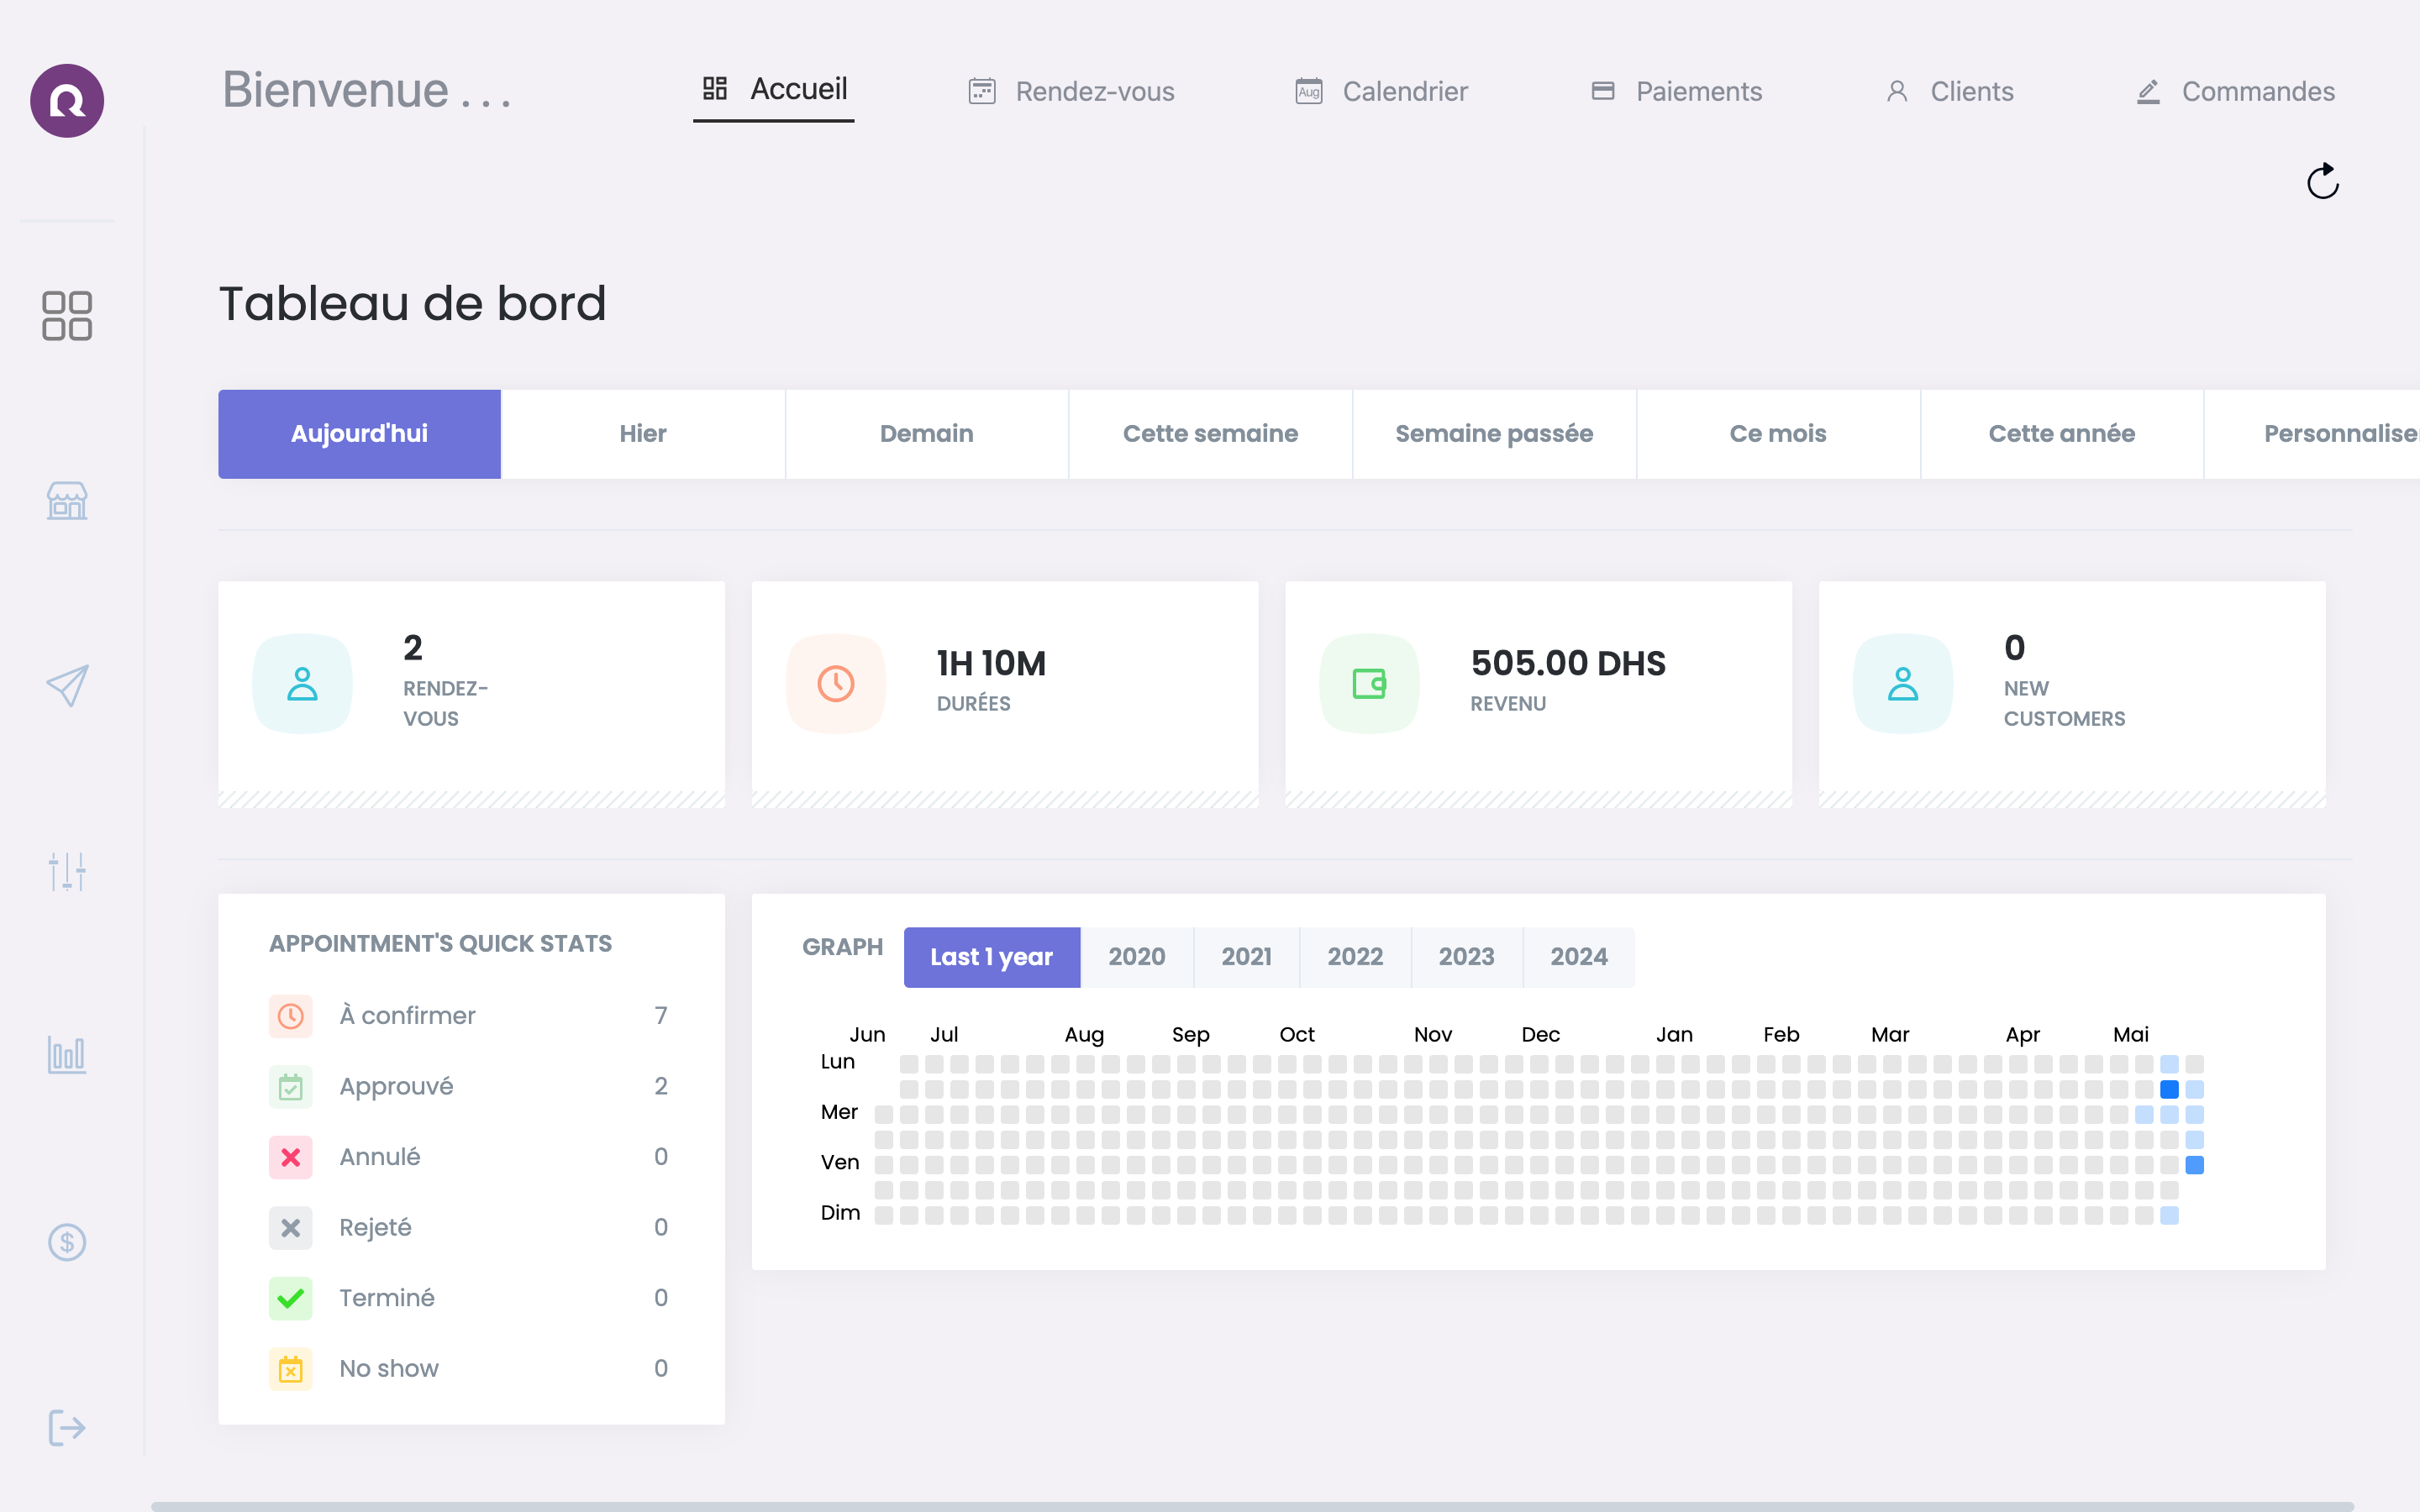 Bienvenue . . .
Accueil
Rendez-vous
Aug
Calendrier
Paiements
Clients
Commandes
Tableau de bord
Aujourd'hui
Hier
Demain
Cette semaine
Semaine passée
Ce mois
Cette année
Personnalise
2
RENDEZ-
VOUS
1H 10M
DURÉES
505.00 DHS
REVENU
0
NEW
CUSTOMERS
APPOINTMENT'S QUICK STATS
À confirmer 7
Approuvé 2
Annulé 0
Rejeté 0
Terminé 0
No show 0
GRAPH
Last 1 year
2020
2021
2022
2023
2024
Jun Jul Aug Sep Oct Nov Dec Jan Feb Mar Apr Mai
Lun
Mer
Ven
Dim